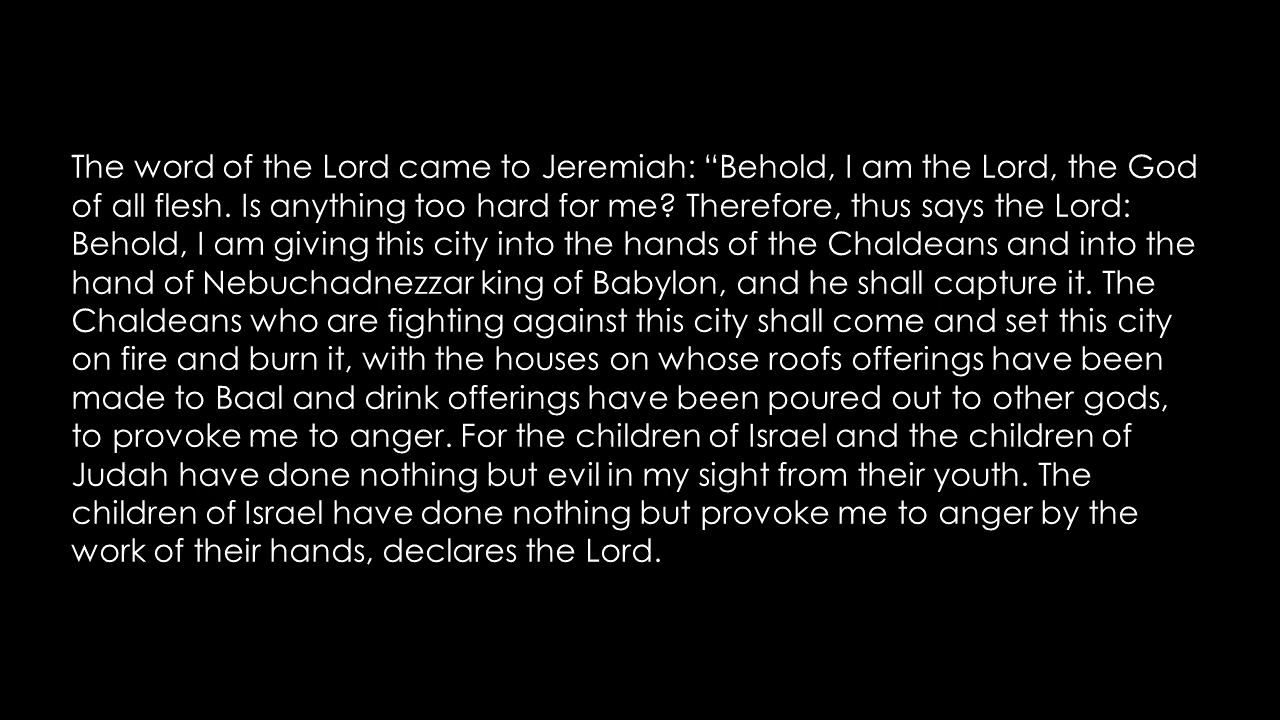 The word of the Lord came to Jeremiah: “Behold, I am the Lord, the God
of all flesh. Is anything too hard for me? Therefore, thus says the Lord:
Behold, I am giving this city into the hands of the Chaldeans and into the
hand of Nebuchadnezzar king of Babylon, and he shall capture it. The
Chaldeans who are fighting against this city shall come and set this city
on fire and burn it, with the houses on whose roofs offerings have been
made to Baal and drink offerings have been poured out to other gods,
to provoke me to anger. For the children of Israel and the children of
Judah have done nothing but evil in my sight from their youth. The
children of Israel have done nothing but provoke me to anger by the
work of their hands, declares the Lord.